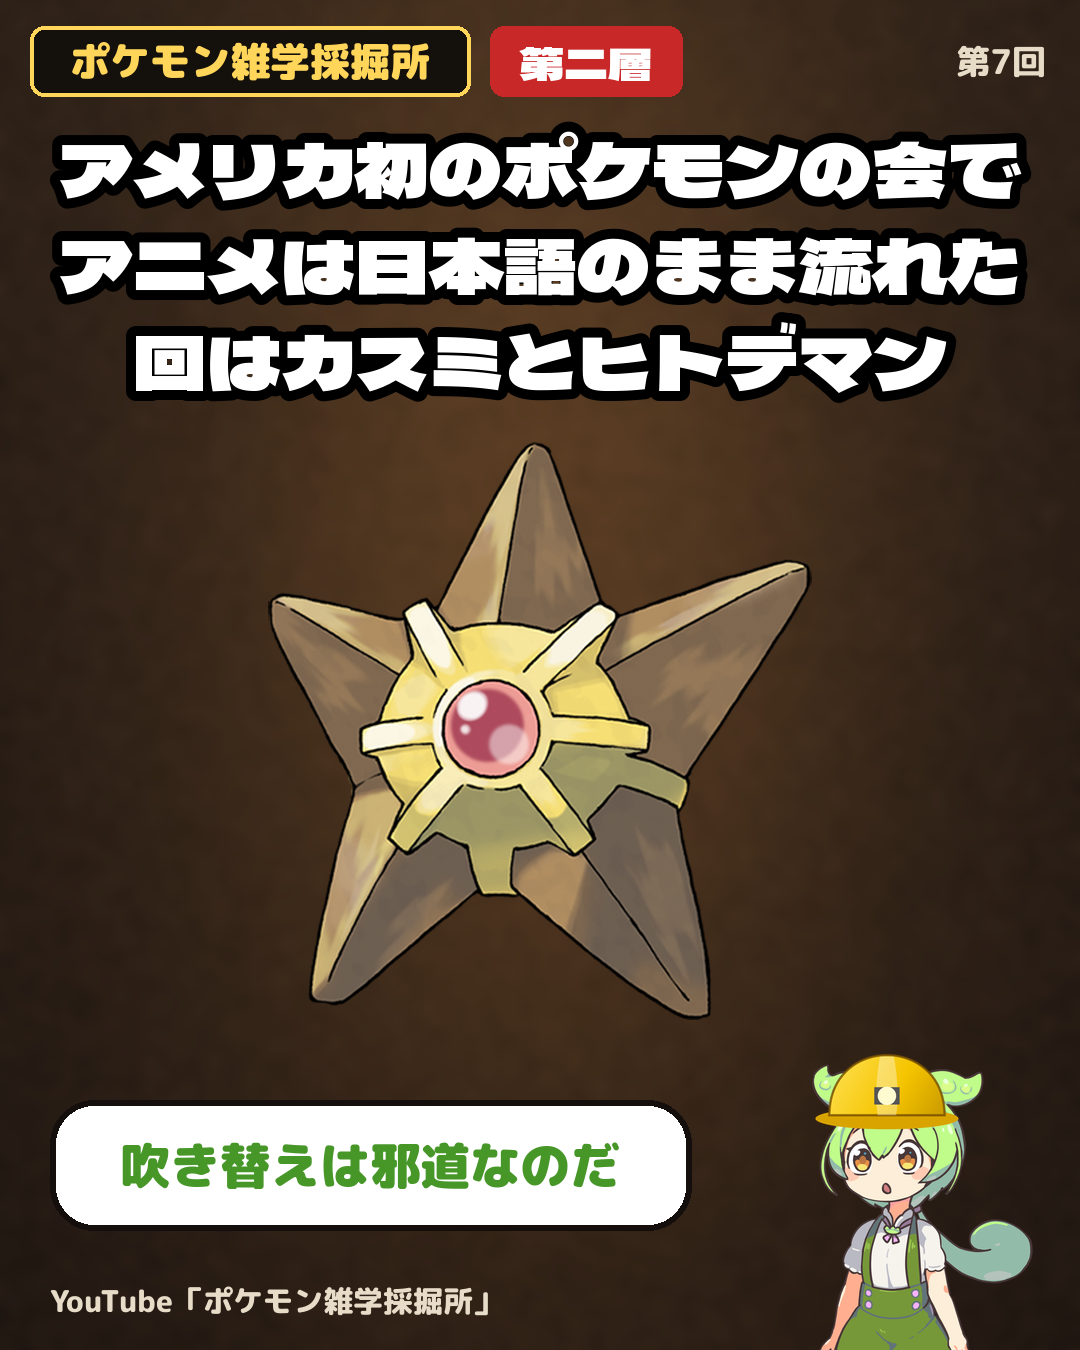 ポケモン雑学採掘所
第二層
第7回
アメリカ初のポケモンの会で
アニメは日本語のまま流れた
回はカスミとヒトデマン
吹き替えは邪道なのだ
YouTube「ポケモン雑学採掘所」